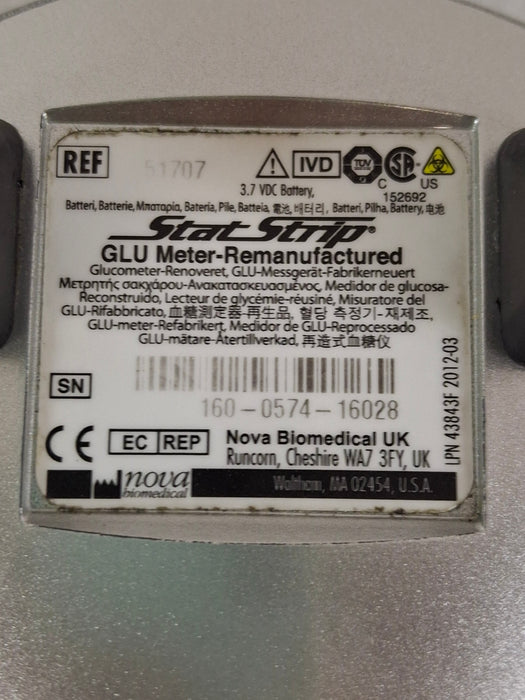 REF 51707 IVD TÜV SA C US
152692
3.7 VDC Battery,
Batteri, Batterie, Μπαταρία, Bateria, Pile, Batteia, 電池, 배터리, Batteri, Pilha, Battery, 电池
StatStrip®
GLU Meter-Remanufactured
Glucometer-Renoveret, GLU-Messgerät-Fabrikerneuert
Μετρητής σακχάρου-Ανακατασκευασμένος, Medidor de glucosa-
Reconstruido, Lecteur de glycémie-réusiné, Misuratore del
GLU-Rifabbricato, 血糖測定器-再生品, 혈당 측정기-재제조,
GLU-meter-Refabrikert, Medidor de GLU-Reprocessado
GLU-mätare-Återtillverkad, 再造式血糖仪
SN
160-0574-16028
CE EC REP Nova Biomedical UK
Runcorn, Cheshire WA7 3FY, UK
nova
biomedical
Waltham, MA 02454, U.S.A.
LPN 43843F 2012-03